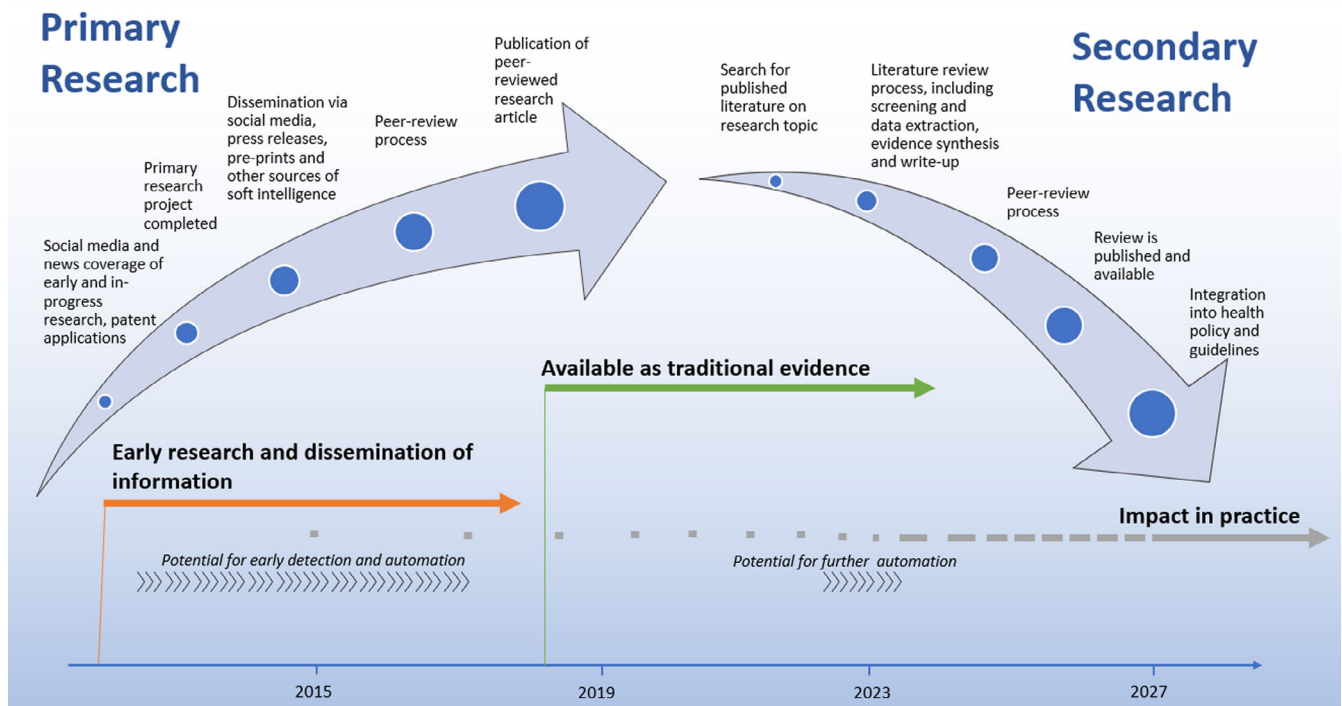 Primary
Research
Social media and
news coverage of
early and in-
progress
research, patent
applications
Primary
research
project
completed
Dissemination via
social media,
press releases,
pre-prints and
other sources of
soft intelligence
Peer-review
process
Publication of
peer-
reviewed
research
article
Secondary
Research
Search for
published
literature on
research topic
Literature review
process, including
screening and
data extraction,
evidence synthesis
and write-up
Peer-review
process
Review is
published and
available
Integration
into health
policy and
guidelines
Available as traditional evidence
Early research and dissemination of
information
Impact in practice
Potential for early detection and automation
Potential for further automation
2015
2019
2023
2027